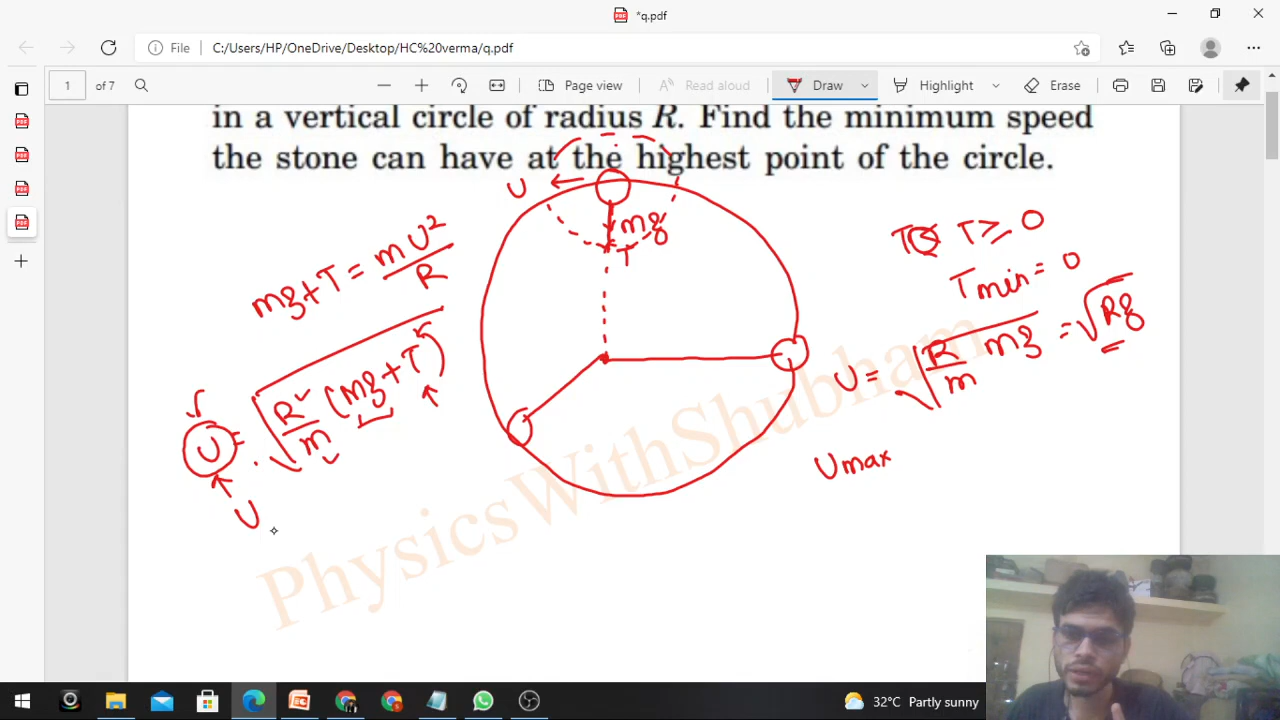 *q.pdf
File C:/Users/HP/OneDrive/Desktop/HC%20verma/q.pdf
1 of 7 Page view Read aloud Draw Highlight Erase
in a vertical circle of radius R. Find the minimum speed
the stone can have at the highest point of the circle.
U
mg
T
mg+T = mU²/R
U = √(R/m (mg+T))
U
T T ≥ 0
Tmin = 0
U = √(R/m mg) = √Rg
Umax
PhysicsWithShubham
32°C Partly sunny